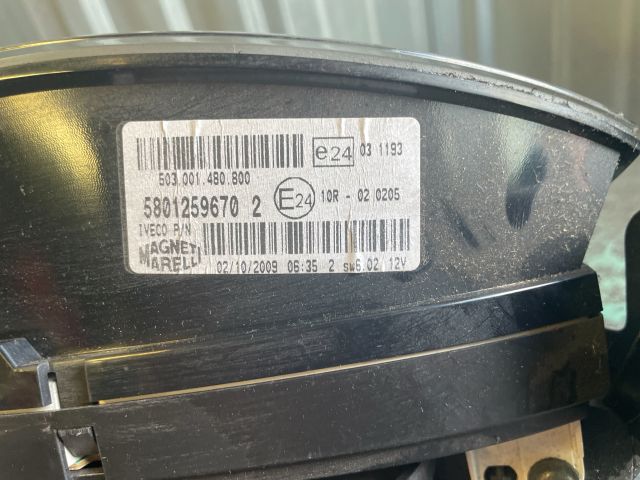 e24 03 1193
503.001.480.800
5801259670 2 E24 10R - 02 0205
IVECO P/N
MAGNETI
MARELLI
02/10/2009 06:35 2 sw6.02 12V